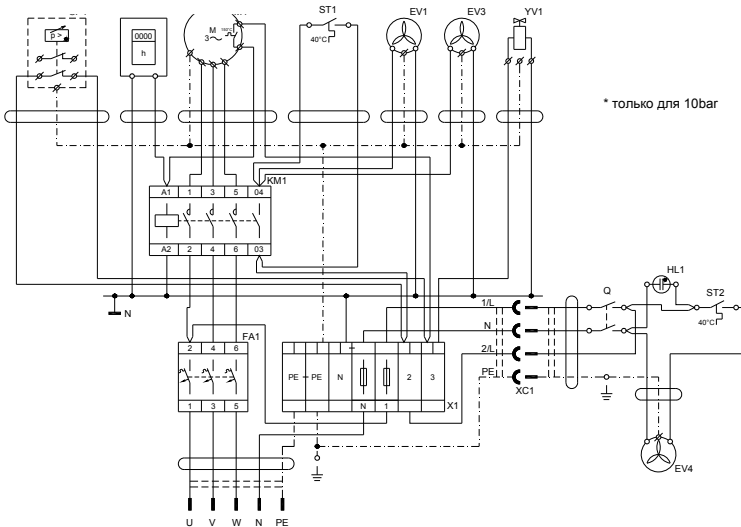 ST1
EV1
EV3
YV1
p >
0000
h
M
3
150°C
40°C
* только для 10bar
KM1
A1 1 3 5 04
A2 2 4 6 03
N
HL1
Q
ST2
40°C
1/L
N
2/L
PE
XC1
FA1
2 4 6
1 3 5
PE PE N 2 3
N 1
X1
EV4
U V W N PE